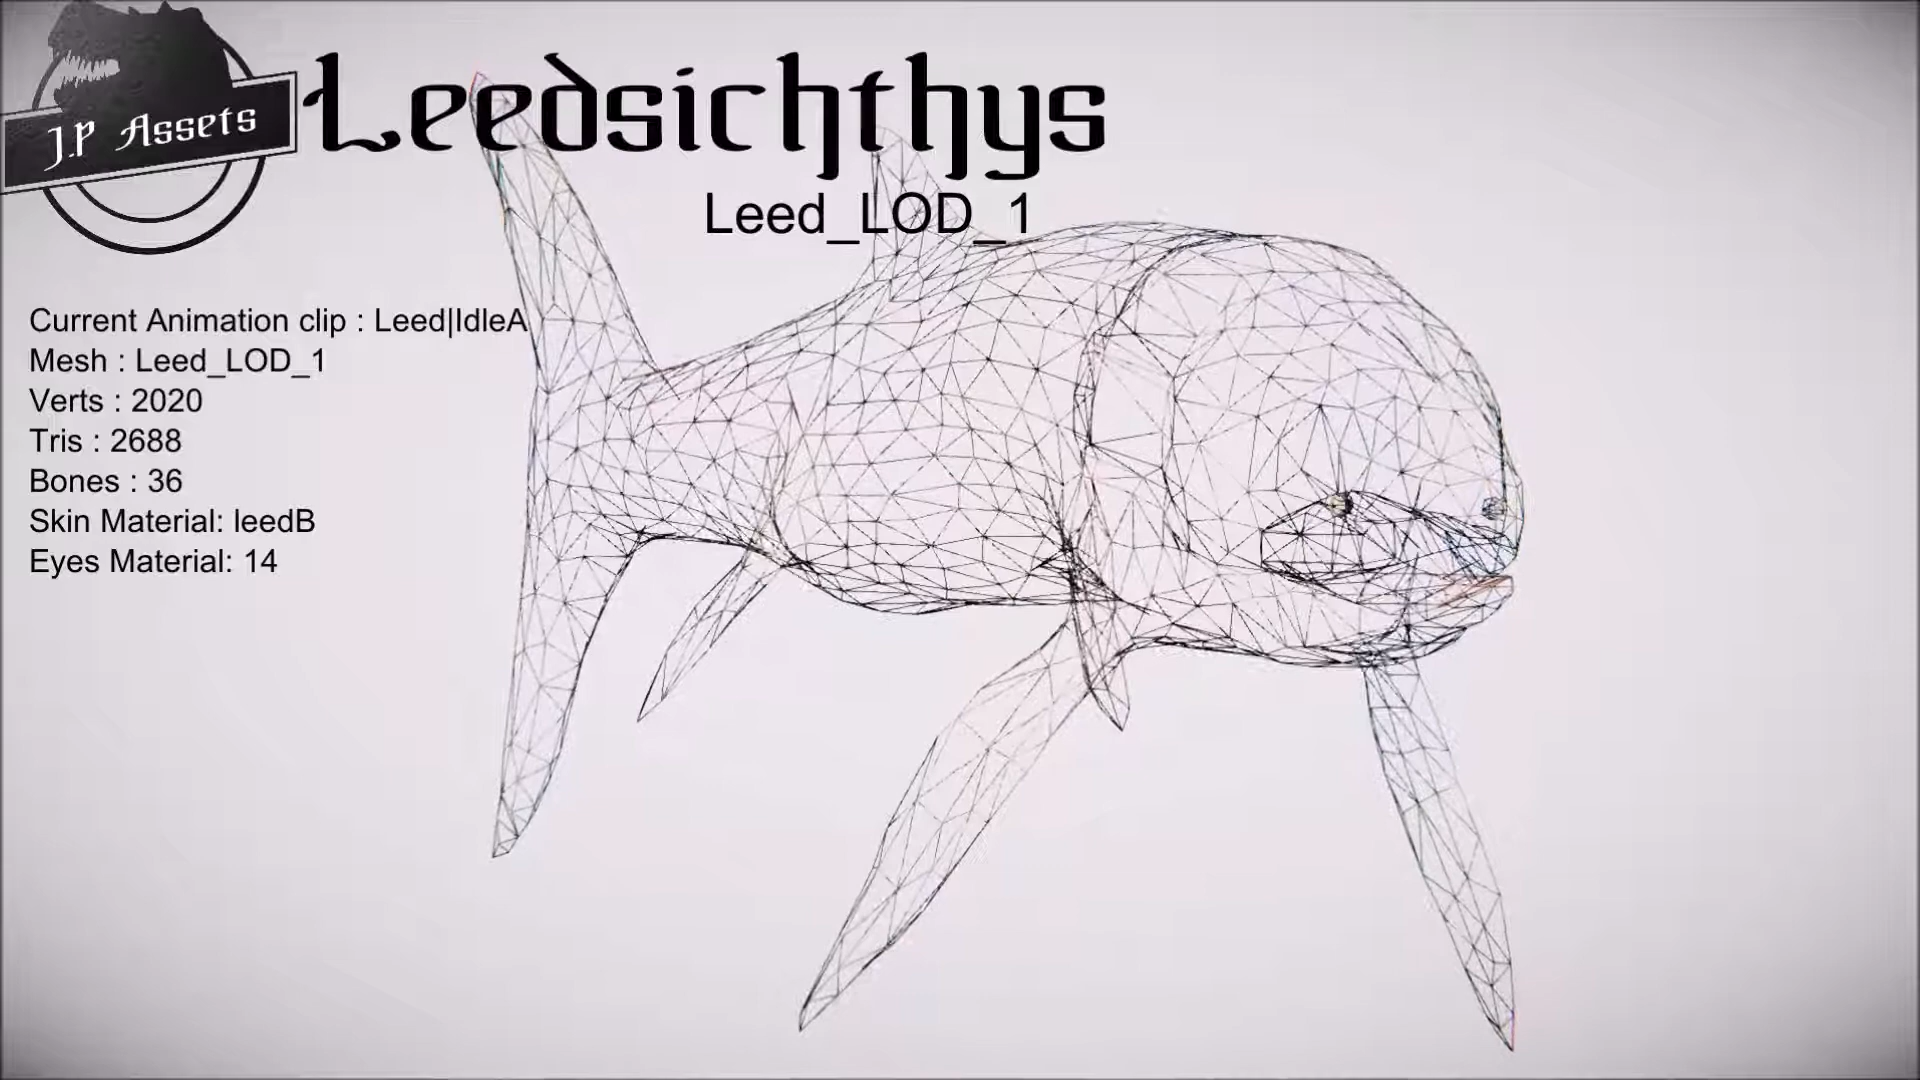 J.P Assets
Leedsichthys
Leed_LOD_1
Current Animation clip : Leed|IdleA
Mesh : Leed_LOD_1
Verts : 2020
Tris : 2688
Bones : 36
Skin Material: leedB
Eyes Material: 14